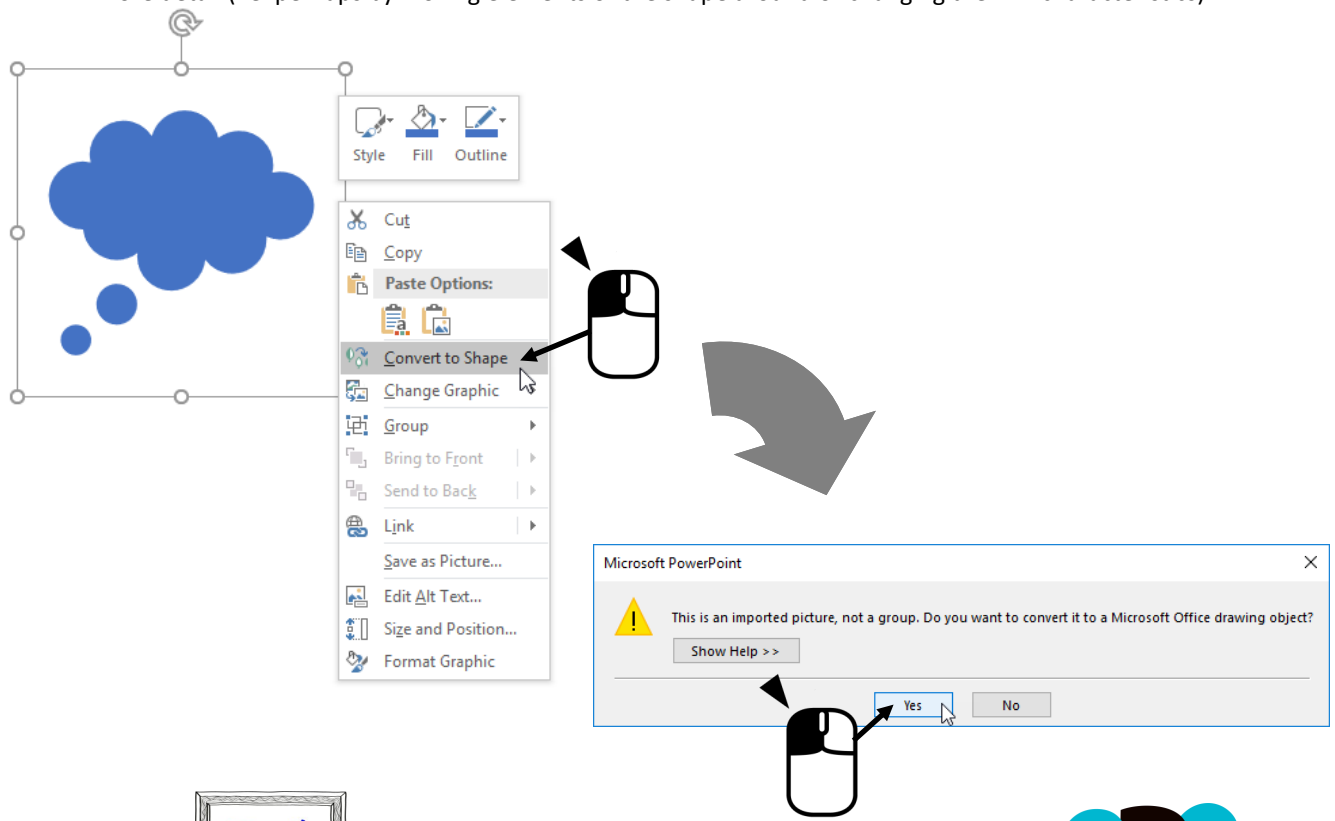 Style Fill Outline
Cut
Copy
Paste Options:
a
Convert to Shape
Change Graphic
Group
Bring to Front
Send to Back
Link
Save as Picture...
Edit Alt Text...
Size and Position...
Format Graphic
Microsoft PowerPoint
This is an imported picture, not a group. Do you want to convert it to a Microsoft Office drawing object?
Show Help >>
Yes No